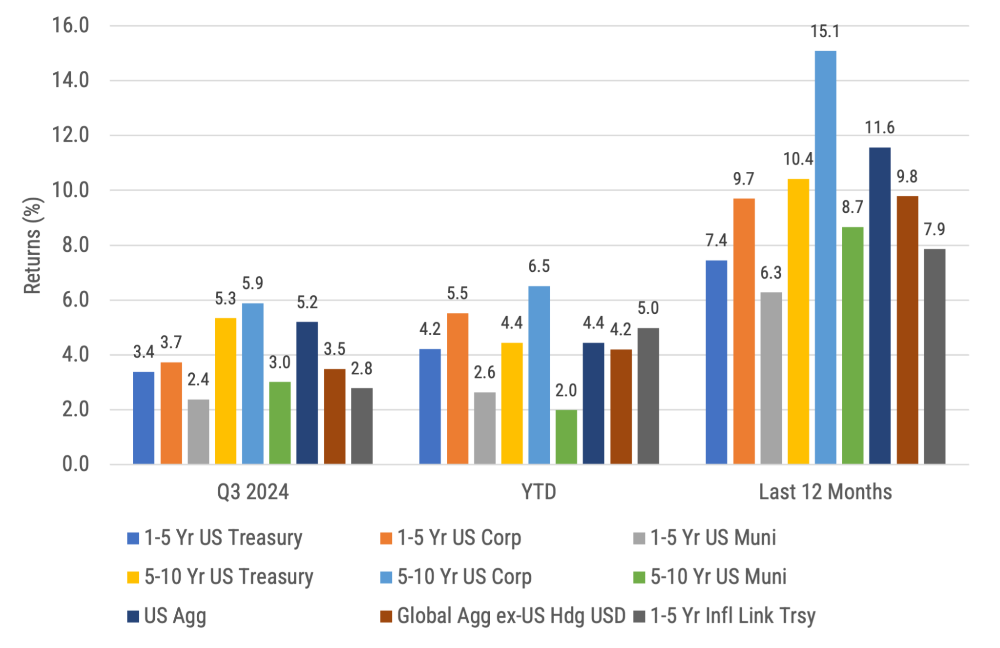 16.0
14.0
12.0
10.0
8.0
6.0
4.0
2.0
0.0
Returns (%)
3.4 3.7 2.4 5.3 5.9 3.0 5.2 3.5 2.8
4.2 5.5 2.6 4.4 6.5 2.0 4.4 4.2 5.0
7.4 9.7 6.3 10.4 15.1 8.7 11.6 9.8 7.9
Q3 2024 YTD Last 12 Months
1-5 Yr US Treasury 1-5 Yr US Corp 1-5 Yr US Muni
5-10 Yr US Treasury 5-10 Yr US Corp 5-10 Yr US Muni
US Agg Global Agg ex-US Hdg USD 1-5 Yr Infl Link Trsy